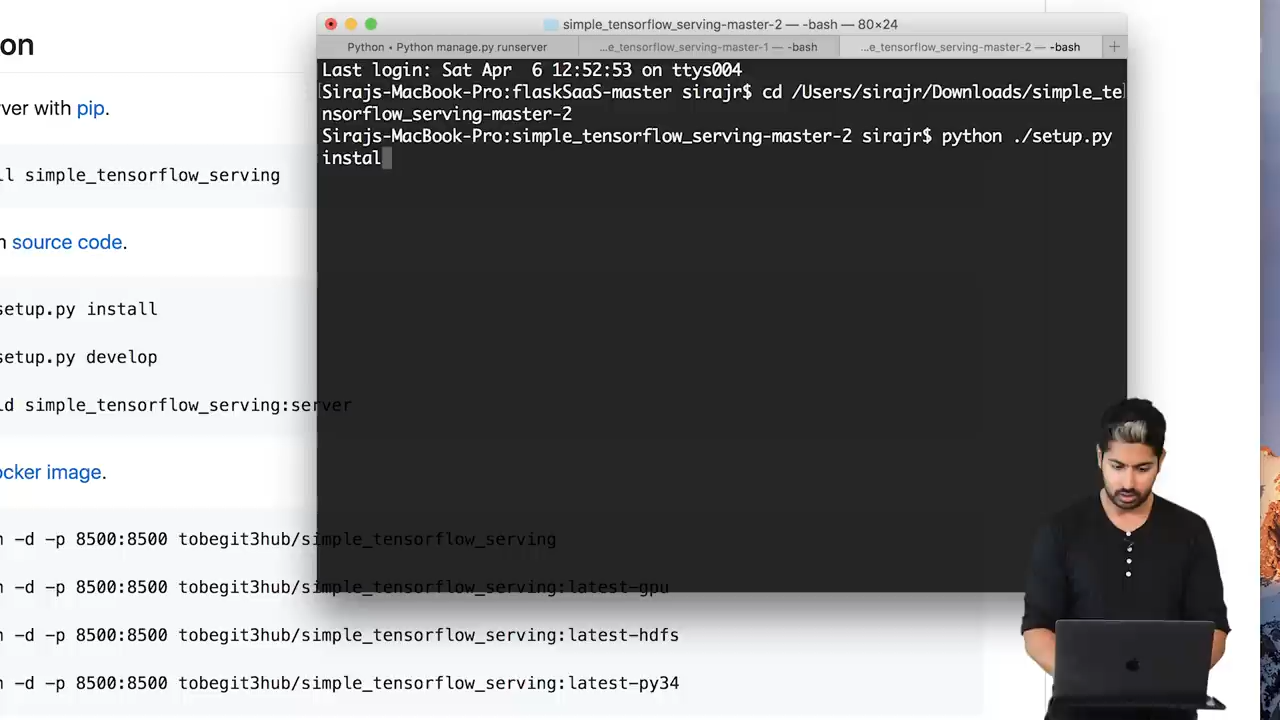 simple_tensorflow_serving-master-2 — -bash — 80×24
Python • Python manage.py runserver
...e_tensorflow_serving-master-1 — -bash
...e_tensorflow_serving-master-2 — -bash
Last login: Sat Apr  6 12:52:53 on ttys004
Sirajs-MacBook-Pro:flaskSaaS-master sirajr$ cd /Users/sirajr/Downloads/simple_te
nsorflow_serving-master-2
Sirajs-MacBook-Pro:simple_tensorflow_serving-master-2 sirajr$ python ./setup.py
instal
on
rver with pip.
ll simple_tensorflow_serving
m source code.
setup.py install
setup.py develop
ld simple_tensorflow_serving:server
ocker image.
n -d -p 8500:8500 tobegit3hub/simple_tensorflow_serving
n -d -p 8500:8500 tobegit3hub/simple_tensorflow_serving:latest-gpu
n -d -p 8500:8500 tobegit3hub/simple_tensorflow_serving:latest-hdfs
n -d -p 8500:8500 tobegit3hub/simple_tensorflow_serving:latest-py34